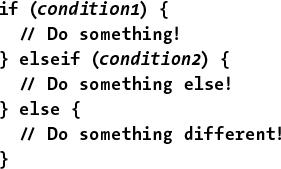 if (condition1) {
  // Do something!
} elseif (condition2) {
  // Do something else!
} else {
  // Do something different!
}